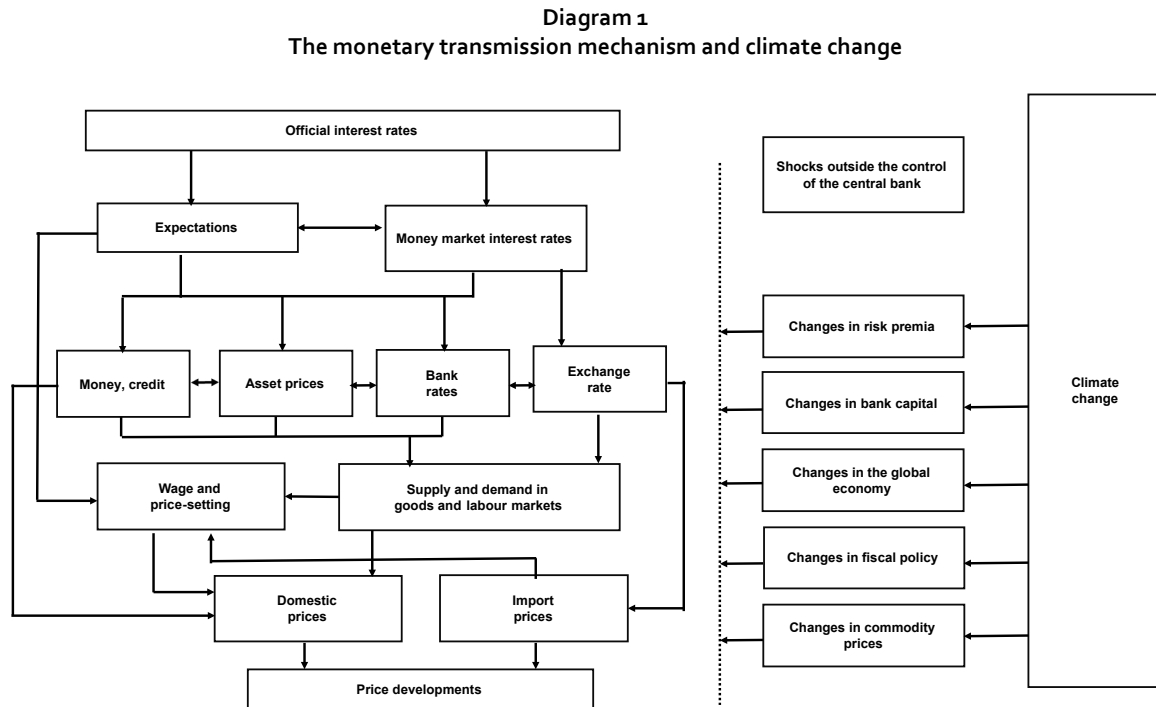 Diagram 1
The monetary transmission mechanism and climate change
Official interest rates
Shocks outside the control
of the central bank
Expectations
Money market interest rates
Changes in risk premia
Money, credit
Asset prices
Bank
rates
Exchange
rate
Climate
change
Changes in bank capital
Wage and
price-setting
Supply and demand in
goods and labour markets
Changes in the global
economy
Changes in fiscal policy
Domestic
prices
Import
prices
Changes in commodity
prices
Price developments